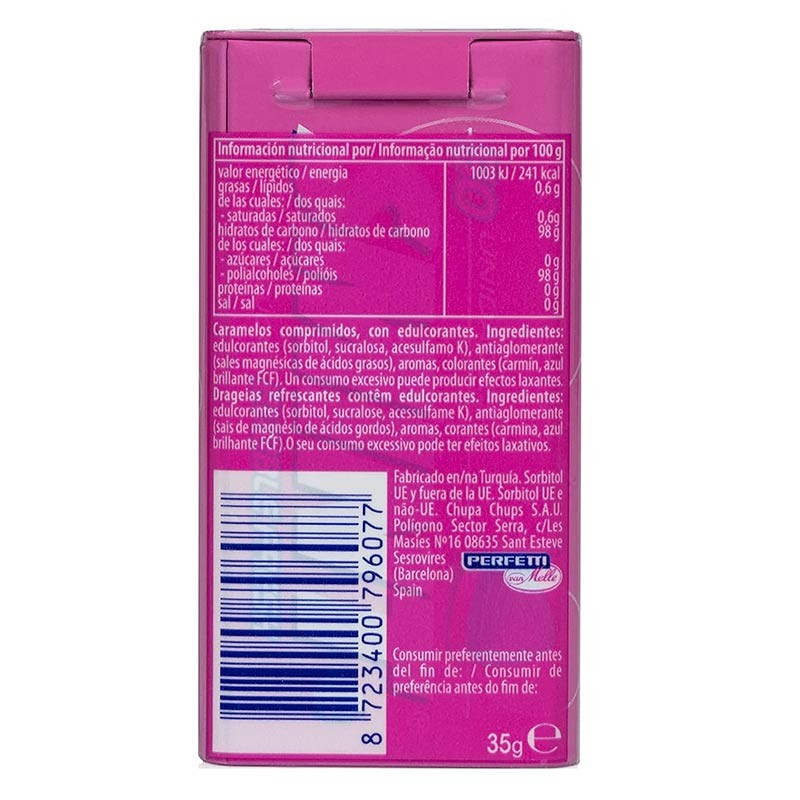 Información nutricional por/ Informação nutricional por 100 g
valor energético / energia 1003 kJ / 241 kcal
grasas / lípidos 0,6 g
de las cuales: / dos quais:
- saturadas / saturados 0,6g
hidratos de carbono / hidratos de carbono 98 g
de los cuales: / dos quais:
- azúcares / açúcares 0 g
- polialcoholes / polióis 98 g
proteínas / proteínas 0 g
sal / sal 0 g
Caramelos comprimidos, con edulcorantes. Ingredientes:
edulcorantes (sorbitol, sucralosa, acesulfamo K), antiaglomerante
(sales magnésicas de ácidos grasos), aromas, colorantes (carmín, azul
brillante FCF). Un consumo excesivo puede producir efectos laxantes.
Drageias refrescantes contêm edulcorantes. Ingredientes:
edulcorantes (sorbitol, sucralose, acessulfame K), antiaglomerante
(sais de magnésio de ácidos gordos), aromas, corantes (carmina, azul
brilhante FCF).O seu consumo excessivo pode ter efeitos laxativos.
Fabricado en/na Turquía. Sorbitol
UE y fuera de la UE. Sorbitol UE e
não-UE. Chupa Chups S.A.U.
Polígono Sector Serra, c/Les
Masies Nº16 08635 Sant Esteve
Sesrovires
(Barcelona)
Spain
PERFETTI
van Melle
Consumir preferentemente antes
del fin de: / Consumir de
preferência antes do fim de:
8 723400 796077
35g e